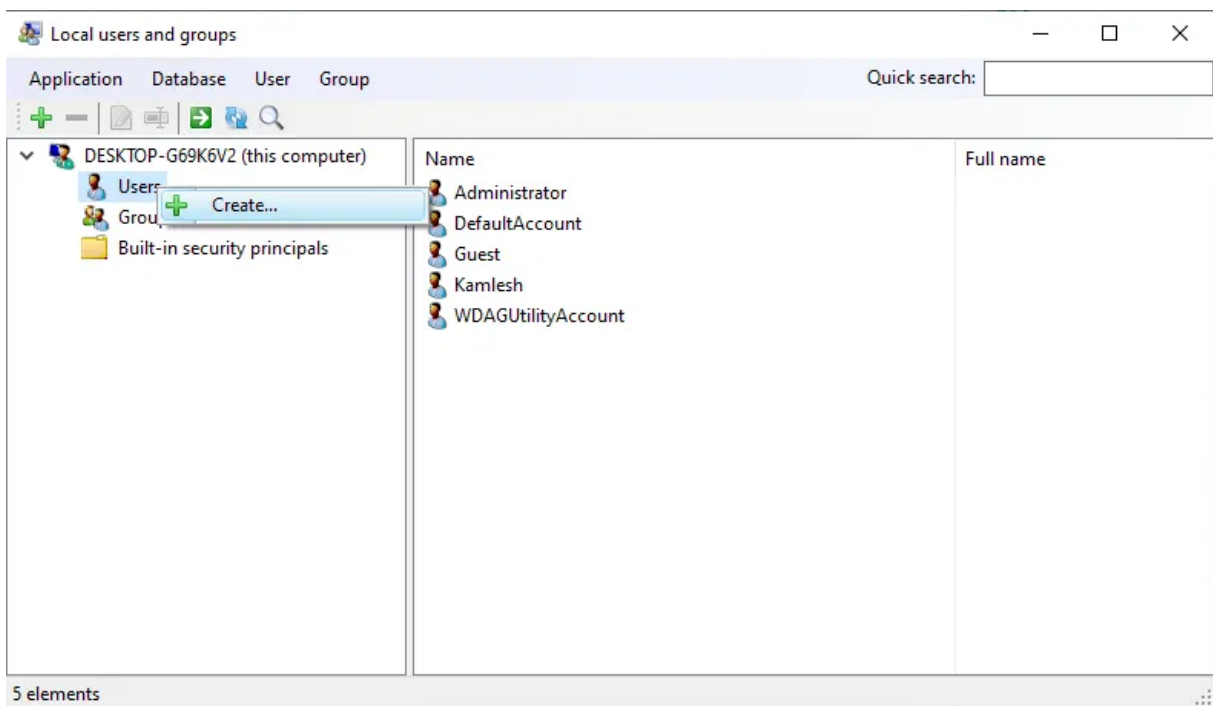 Local users and groups
Application Database User Group Quick search:
DESKTOP-G69K6V2 (this computer)
Users
Create...
Built-in security principals
Name Full name
Administrator
DefaultAccount
Guest
Kamlesh
WDAGUtilityAccount
5 elements